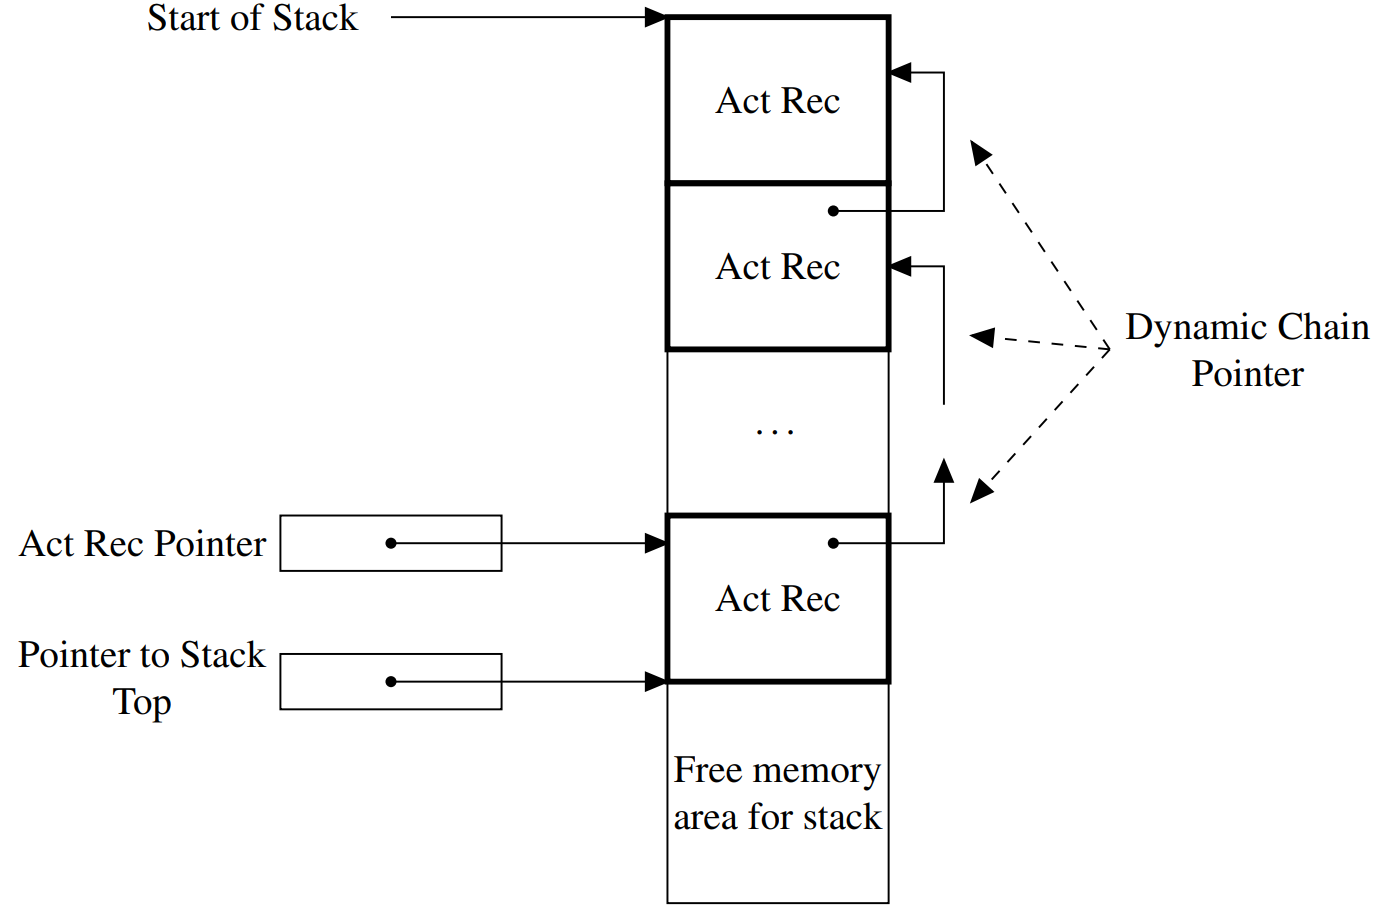 Start of Stack
Act Rec
Act Rec
Dynamic Chain
Pointer
...
Act Rec Pointer
Act Rec
Pointer to Stack
Top
Free memory
area for stack